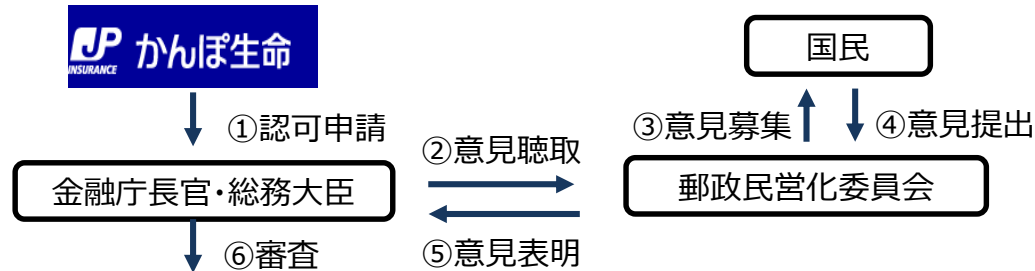 JP INSURANCE かんぽ生命
国民
①認可申請
③意見募集
④意見提出
②意見聴取
金融庁長官・総務大臣
郵政民営化委員会
⑤意見表明
⑥審査